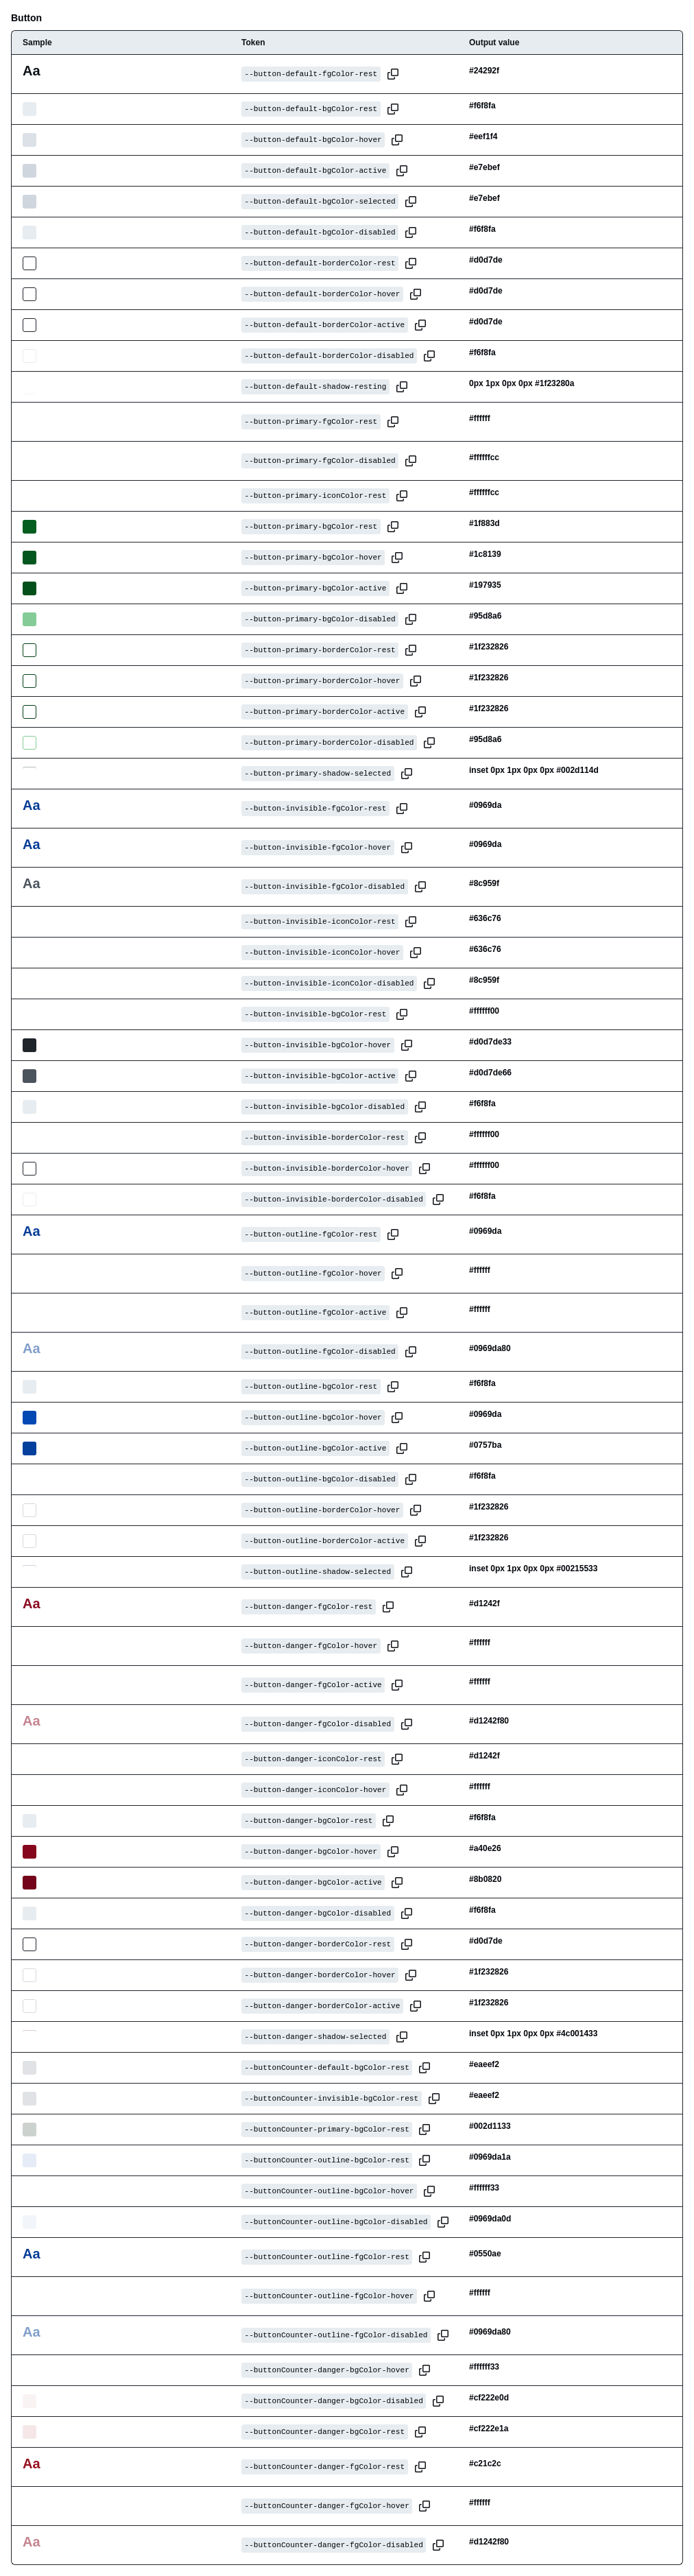 Button
Sample Token Output value
Aa --button-default-fgColor-rest #24292f
--button-default-bgColor-rest #f6f8fa
--button-default-bgColor-hover #eef1f4
--button-default-bgColor-active #e7ebef
--button-default-bgColor-selected #e7ebef
--button-default-bgColor-disabled #f6f8fa
--button-default-borderColor-rest #d0d7de
--button-default-borderColor-hover #d0d7de
--button-default-borderColor-active #d0d7de
--button-default-borderColor-disabled #f6f8fa
--button-default-shadow-resting 0px 1px 0px 0px #1f23280a
--button-primary-fgColor-rest #ffffff
--button-primary-fgColor-disabled #ffffffcc
--button-primary-iconColor-rest #ffffffcc
--button-primary-bgColor-rest #1f883d
--button-primary-bgColor-hover #1c8139
--button-primary-bgColor-active #197935
--button-primary-bgColor-disabled #95d8a6
--button-primary-borderColor-rest #1f232826
--button-primary-borderColor-hover #1f232826
--button-primary-borderColor-active #1f232826
--button-primary-borderColor-disabled #95d8a6
--button-primary-shadow-selected inset 0px 1px 0px 0px #002d114d
Aa --button-invisible-fgColor-rest #0969da
Aa --button-invisible-fgColor-hover #0969da
Aa --button-invisible-fgColor-disabled #8c959f
--button-invisible-iconColor-rest #636c76
--button-invisible-iconColor-hover #636c76
--button-invisible-iconColor-disabled #8c959f
--button-invisible-bgColor-rest #ffffff00
--button-invisible-bgColor-hover #d0d7de33
--button-invisible-bgColor-active #d0d7de66
--button-invisible-bgColor-disabled #f6f8fa
--button-invisible-borderColor-rest #ffffff00
--button-invisible-borderColor-hover #ffffff00
--button-invisible-borderColor-disabled #f6f8fa
Aa --button-outline-fgColor-rest #0969da
--button-outline-fgColor-hover #ffffff
--button-outline-fgColor-active #ffffff
Aa --button-outline-fgColor-disabled #0969da80
--button-outline-bgColor-rest #f6f8fa
--button-outline-bgColor-hover #0969da
--button-outline-bgColor-active #0757ba
--button-outline-bgColor-disabled #f6f8fa
--button-outline-borderColor-hover #1f232826
--button-outline-borderColor-active #1f232826
--button-outline-shadow-selected inset 0px 1px 0px 0px #00215533
Aa --button-danger-fgColor-rest #d1242f
--button-danger-fgColor-hover #ffffff
--button-danger-fgColor-active #ffffff
Aa --button-danger-fgColor-disabled #d1242f80
--button-danger-iconColor-rest #d1242f
--button-danger-iconColor-hover #ffffff
--button-danger-bgColor-rest #f6f8fa
--button-danger-bgColor-hover #a40e26
--button-danger-bgColor-active #8b0820
--button-danger-bgColor-disabled #f6f8fa
--button-danger-borderColor-rest #d0d7de
--button-danger-borderColor-hover #1f232826
--button-danger-borderColor-active #1f232826
--button-danger-shadow-selected inset 0px 1px 0px 0px #4c001433
--buttonCounter-default-bgColor-rest #eaeef2
--buttonCounter-invisible-bgColor-rest #eaeef2
--buttonCounter-primary-bgColor-rest #002d1133
--buttonCounter-outline-bgColor-rest #0969da1a
--buttonCounter-outline-bgColor-hover #ffffff33
--buttonCounter-outline-bgColor-disabled #0969da0d
Aa --buttonCounter-outline-fgColor-rest #0550ae
--buttonCounter-outline-fgColor-hover #ffffff
Aa --buttonCounter-outline-fgColor-disabled #0969da80
--buttonCounter-danger-bgColor-hover #ffffff33
--buttonCounter-danger-bgColor-disabled #cf222e0d
--buttonCounter-danger-bgColor-rest #cf222e1a
Aa --buttonCounter-danger-fgColor-rest #c21c2c
--buttonCounter-danger-fgColor-hover #ffffff
Aa --buttonCounter-danger-fgColor-disabled #d1242f80